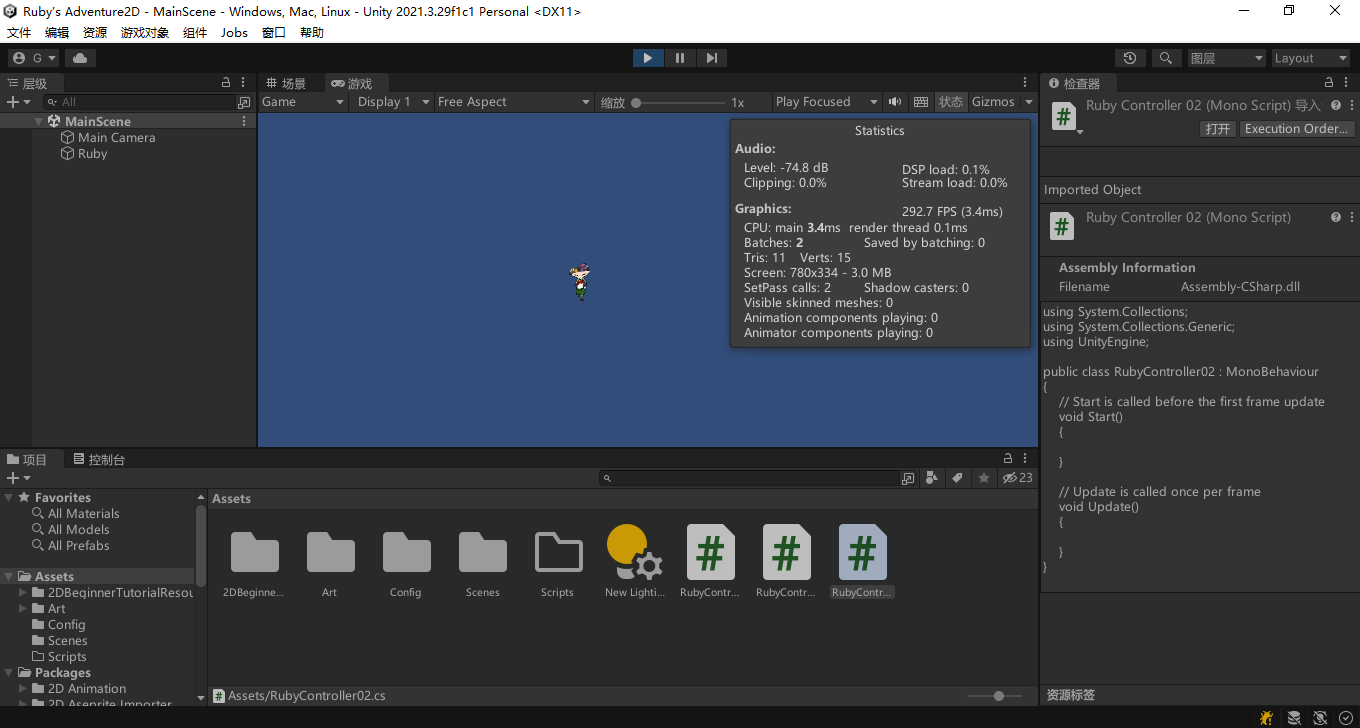 Ruby's Adventure2D - MainScene - Windows, Mac, Linux - Unity 2021.3.29f1c1 Personal <DX11>
文件 编辑 资源 游戏对象 组件 Jobs 窗口 帮助
G
图层 Layout
层级
All
MainScene
Main Camera
Ruby
场景 游戏
Game Display 1 Free Aspect 缩放 1x Play Focused 状态 Gizmos
Statistics
Audio:
Level: -74.8 dB DSP load: 0.1%
Clipping: 0.0% Stream load: 0.0%
Graphics: 292.7 FPS (3.4ms)
CPU: main 3.4ms render thread 0.1ms
Batches: 2 Saved by batching: 0
Tris: 11 Verts: 15
Screen: 780x334 - 3.0 MB
SetPass calls: 2 Shadow casters: 0
Visible skinned meshes: 0
Animation components playing: 0
Animator components playing: 0
检查器
Ruby Controller 02 (Mono Script) 导入
打开 Execution Order...
Imported Object
Ruby Controller 02 (Mono Script)
Assembly Information
Filename Assembly-CSharp.dll
using System.Collections;
using System.Collections.Generic;
using UnityEngine;
public class RubyController02 : MonoBehaviour
{
// Start is called before the first frame update
void Start()
{
}
// Update is called once per frame
void Update()
{
}
}
资源标签
项目 控制台
23
Favorites
All Materials
All Models
All Prefabs
Assets
2DBeginnerTutorialResou
Art
Config
Scenes
Scripts
Packages
2D Animation
2D Aseprite Importer
Assets
2DBeginne... Art Config Scenes Scripts New Lighti... RubyContr... RubyContr... RubyContr...
Assets/RubyController02.cs